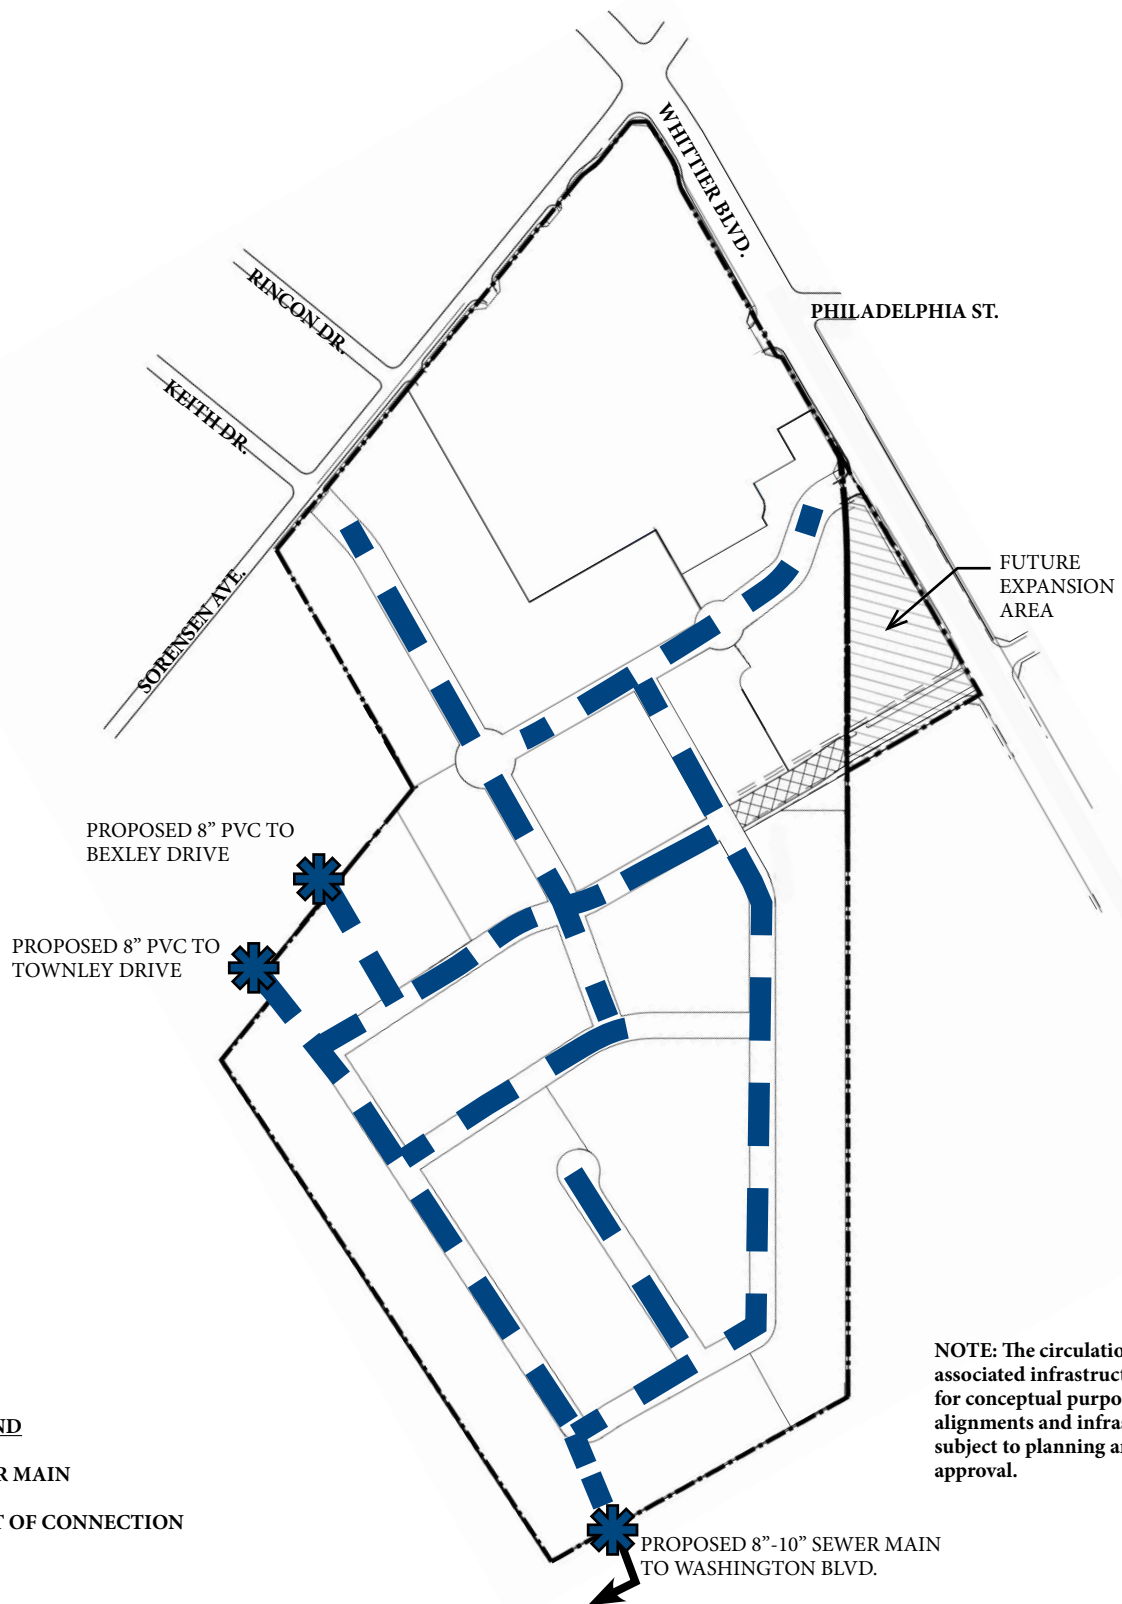 WHITTIER BLVD.
RINCON DR.
PHILADELPHIA ST.
KEITH DR.
FUTURE
EXPANSION
AREA
SORENSEN AVE.
PROPOSED 8” PVC TO
BEXLEY DRIVE
PROPOSED 8” PVC TO
TOWNLEY DRIVE
NOTE: The circulatio
associated infrastruct
for conceptual purpo
alignments and infras
subject to planning a
approval.
ND
R MAIN
T OF CONNECTION
PROPOSED 8”-10” SEWER MAIN
TO WASHINGTON BLVD.